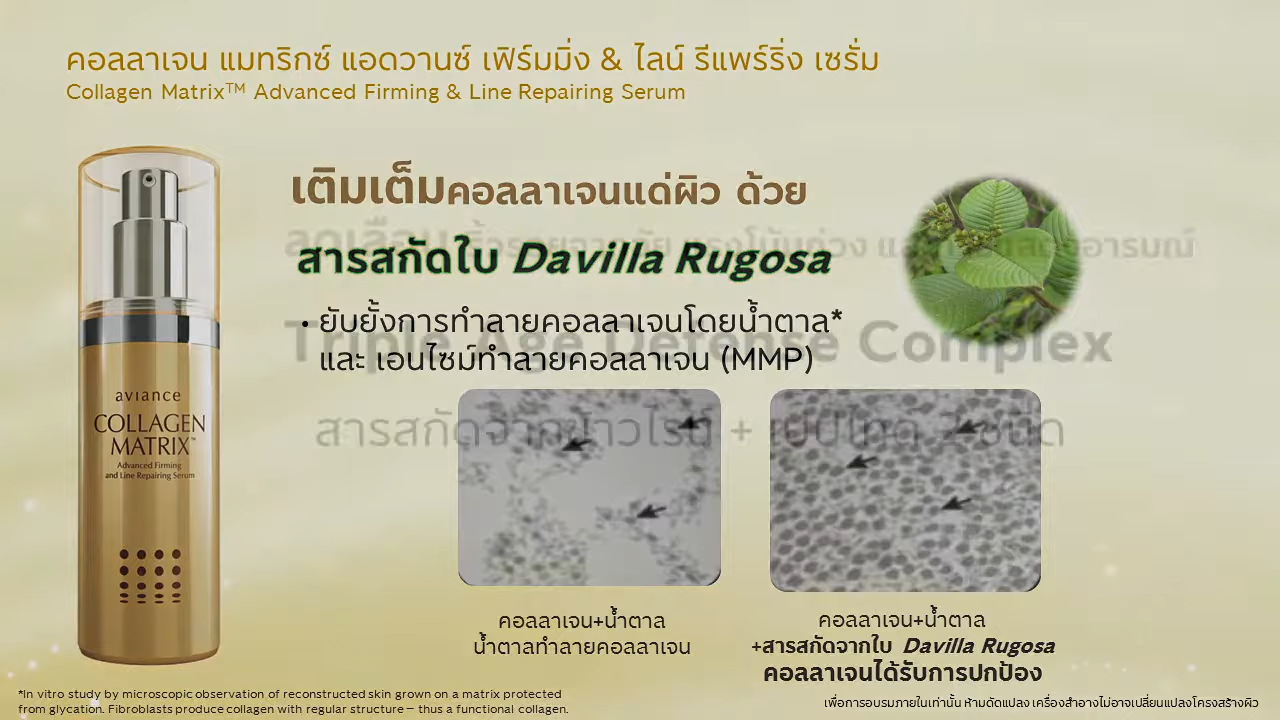 คอลลาเจน แมทริกซ์ แอดวานซ์ เฟิร์มมิ่ง & ไลน์ รีแพร์ริ่ง เซรั่ม
Collagen Matrix™ Advanced Firming & Line Repairing Serum
เติมเต็มคอลลาเจนแด่ผิว ด้วย
สารสกัดใบ Davilla Rugosa
• ยับยั้งการทำลายคอลลาเจนโดยน้ำตาล*
และ เอนไซม์ทำลายคอลลาเจน (MMP)
Triple Age Defense Complex
aviance
COLLAGEN
MATRIX™
Advanced Firming
and Line Repairing Serum
คอลลาเจน+น้ำตาล
น้ำตาลทำลายคอลลาเจน
คอลลาเจน+น้ำตาล
+สารสกัดจากใบ Davilla Rugosa
คอลลาเจนได้รับการปกป้อง
*In vitro study by microscopic observation of reconstructed skin grown on a matrix protected
from glycation. Fibroblasts produce collagen with regular structure – thus a functional collagen.
เพื่อการอบรมภายในเท่านั้น ห้ามดัดแปลง เครื่องสำอางไม่อาจเปลี่ยนแปลงโครงสร้างผิว